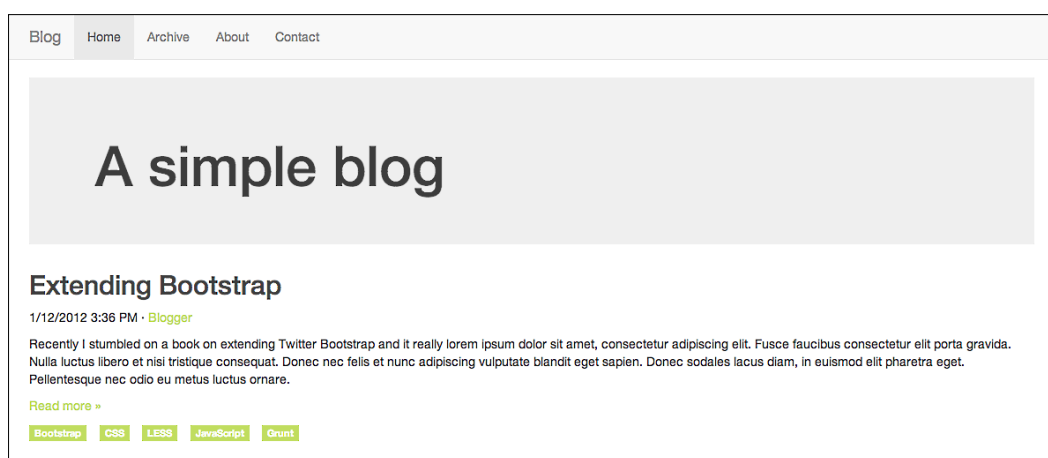 Blog Home Archive About Contact
A simple blog
Extending Bootstrap
1/12/2012 3:36 PM · Blogger
Recently I stumbled on a book on extending Twitter Bootstrap and it really lorem ipsum dolor sit amet, consectetur adipiscing elit. Fusce faucibus consectetur elit porta gravida.
Nulla luctus libero et nisi tristique consequat. Donec nec felis et nunc adipiscing vulputate blandit eget sapien. Donec sodales lacus diam, in euismod elit pharetra eget.
Pellentesque nec odio eu metus luctus ornare.
Read more »
Bootstrap CSS LESS JavaScript Grunt